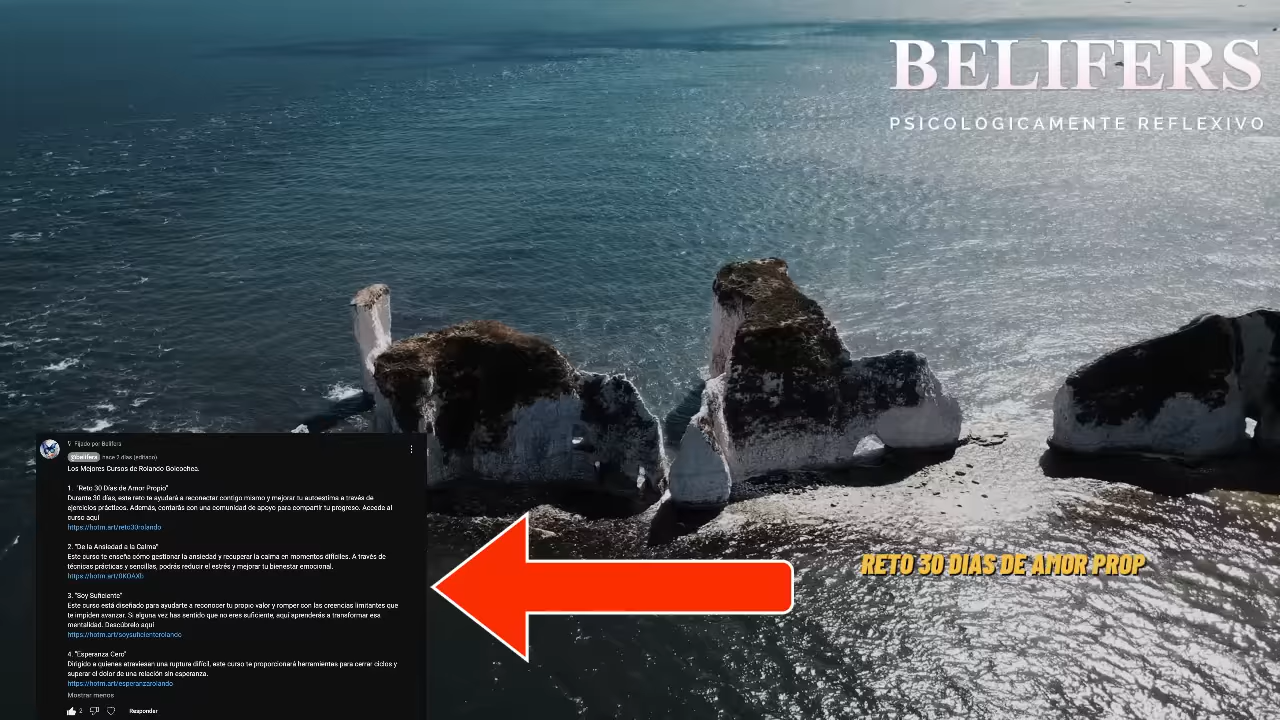 BELIFERS
PSICOLOGICAMENTE REFLEXIVO
Fijado por Belifers
@belifers hace 2 días (editado)
Los Mejores Cursos de Rolando Goicochea.
1. "Reto 30 Días de Amor Propio"
Durante 30 días, este reto te ayudará a reconectar contigo mismo y mejorar tu autoestima a través de
ejercicios prácticos. Además, contarás con una comunidad de apoyo para compartir tu progreso. Accede al
curso aquí
https://hotm.art/reto30rolando
2. "De la Ansiedad a la Calma"
Este curso te enseña cómo gestionar la ansiedad y recuperar la calma en momentos difíciles. A través de
técnicas prácticas y sencillas, podrás reducir el estrés y mejorar tu bienestar emocional.
https://hotm.art/0KOAXb
3. "Soy Suficiente"
Este curso está diseñado para ayudarte a reconocer tu propio valor y romper con las creencias limitantes que
te impiden avanzar. Si alguna vez has sentido que no eres suficiente, aquí aprenderás a transformar esa
mentalidad. Descúbrelo aquí
https://hotm.art/soysuficienterolando
4. "Esperanza Cero"
Dirigido a quienes atraviesan una ruptura difícil, este curso te proporcionará herramientas para cerrar ciclos y
superar el dolor de una relación sin esperanza.
https://hotm.art/esperanzarolando
Mostrar menos
2 Responder
RETO 30 DIAS DE AMOR PROP